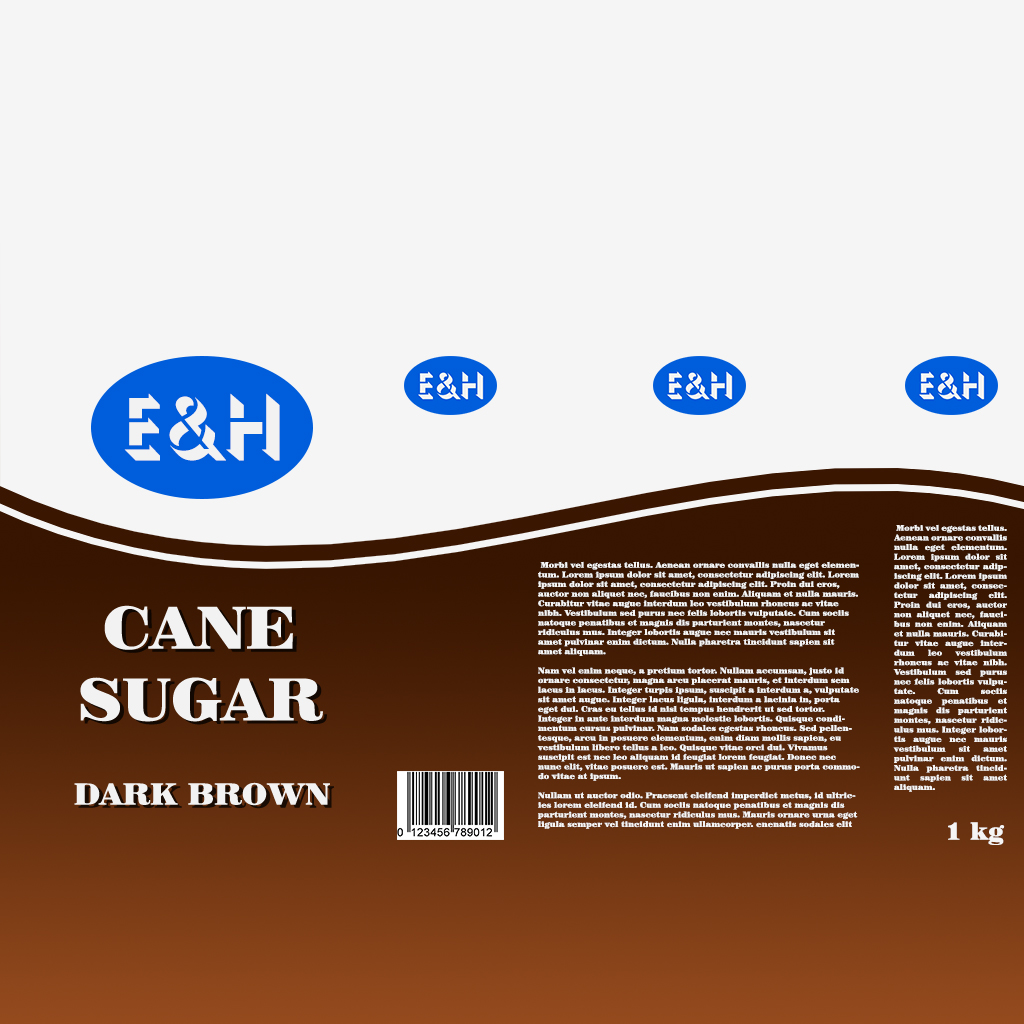 E&H
E&H
E&H
E&H
CANE
SUGAR
DARK BROWN
0 123456 789012
Morbi vel egestas tellus. Aenean ornare convallis nulla eget elemen-
tum. Lorem ipsum dolor sit amet, consectetur adipiscing elit. Lorem
ipsum dolor sit amet, consectetur adipiscing elit. Proin dui eros,
auctor non aliquet nec, faucibus non enim. Aliquam et nulla mauris.
Curabitur vitae augue interdum leo vestibulum rhoncus ac vitae
nibh. Vestibulum sed purus nec felis lobortis vulputate. Cum sociis
natoque penatibus et magnis dis parturient montes, nascetur
ridiculus mus. Integer lobortis augue nec mauris vestibulum sit
amet pulvinar enim dictum. Nulla pharetra tincidunt sapien sit
amet aliquam.
Nam vel enim neque, a pretium tortor. Nullam accumsan, justo id
ornare consectetur, magna arcu placerat mauris, et interdum sem
lacus in lacus. Integer turpis ipsum, suscipit a interdum a, vulputate
sit amet augue. Integer lacus ligula, interdum a lacinia in, porta
eget dui. Cras eu tellus id nisl tempus hendrerit ut sed tortor.
Integer in ante interdum magna molestie lobortis. Quisque condi-
mentum cursus pulvinar. Nam sodales egestas rhoncus. Sed pellen-
tesque, arcu in posuere elementum, enim diam mollis sapien, eu
vestibulum libero tellus a leo. Quisque vitae orci dui. Vivamus
suscipit est nec leo aliquam id feugiat lorem feugiat. Donec nec
nunc elit, vitae posuere est. Mauris ut sapien ac purus porta commo-
do vitae at ipsum.
Nullam ut auctor odio. Praesent eleifend imperdiet metus, id ultric-
ies lorem eleifend id. Cum sociis natoque penatibus et magnis dis
parturient montes, nascetur ridiculus mus. Mauris ornare urna eget
ligula semper vel tincidunt enim ullamcorper. enenatis sodales elit
Morbi vel egestas tellus.
Aenean ornare convallis
nulla eget elementum.
Lorem ipsum dolor sit
amet, consectetur adip-
iscing elit. Lorem ipsum
dolor sit amet, consec-
tetur adipiscing elit.
Proin dui eros, auctor
non aliquet nec, fauci-
bus non enim. Aliquam
et nulla mauris. Curabi-
tur vitae augue inter-
dum leo vestibulum
rhoncus ac vitae nibh.
Vestibulum sed purus
nec felis lobortis vulpu-
tate. Cum sociis
natoque penatibus et
magnis dis parturient
montes, nascetur ridic-
ulus mus. Integer lobor-
tis augue nec mauris
vestibulum sit amet
pulvinar enim dictum.
Nulla pharetra tincid-
unt sapien sit amet
aliquam.
1 kg